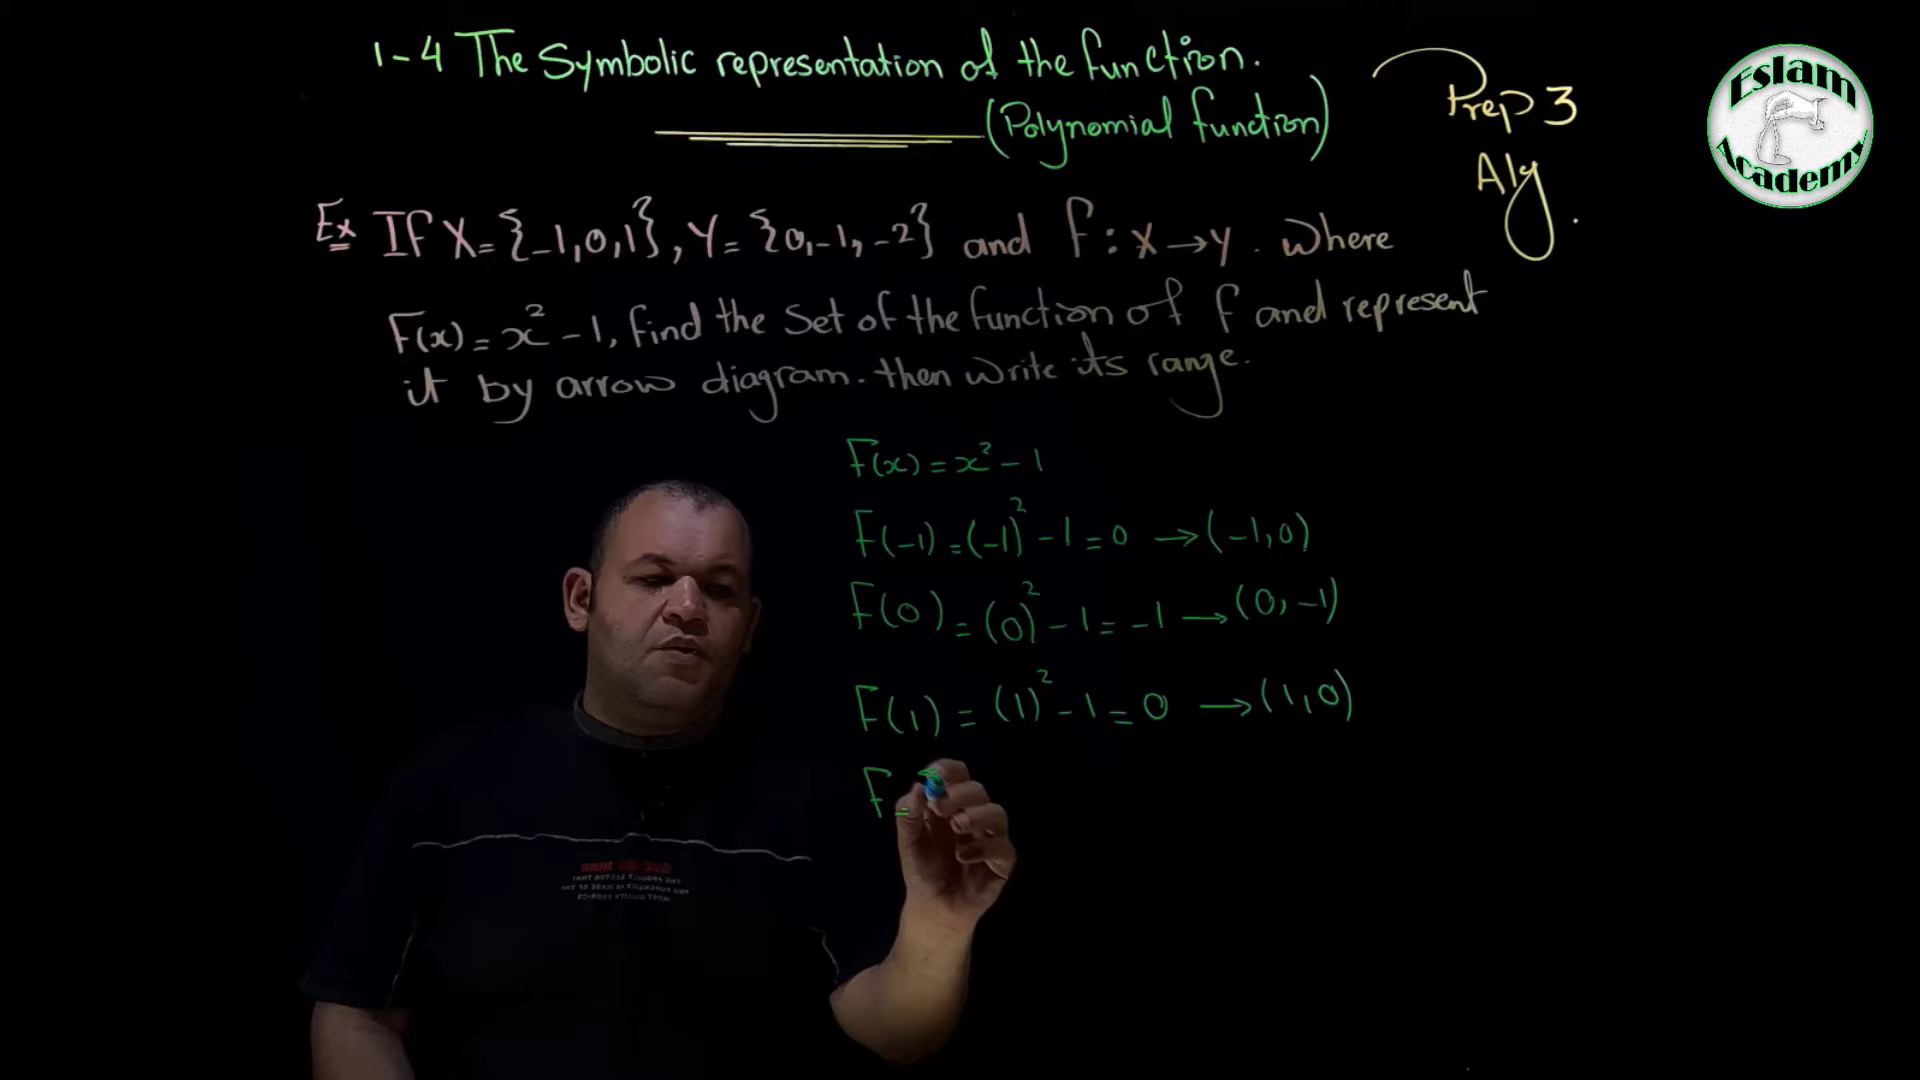 1-4 The Symbolic representation of the function.
(Polynomial function)
Prep 3
Alg.
Eslam Academy
Ex If X = {-1, 0, 1}, Y = {0, -1, -2} and f : X → Y . where
F(x) = x² - 1, find the set of the function of f and represent
it by arrow diagram. then write its range.
F(x) = x² - 1
F(-1) = (-1)² - 1 = 0 → (-1, 0)
F(0) = (0)² - 1 = -1 → (0, -1)
F(1) = (1)² - 1 = 0 → (1, 0)
F =